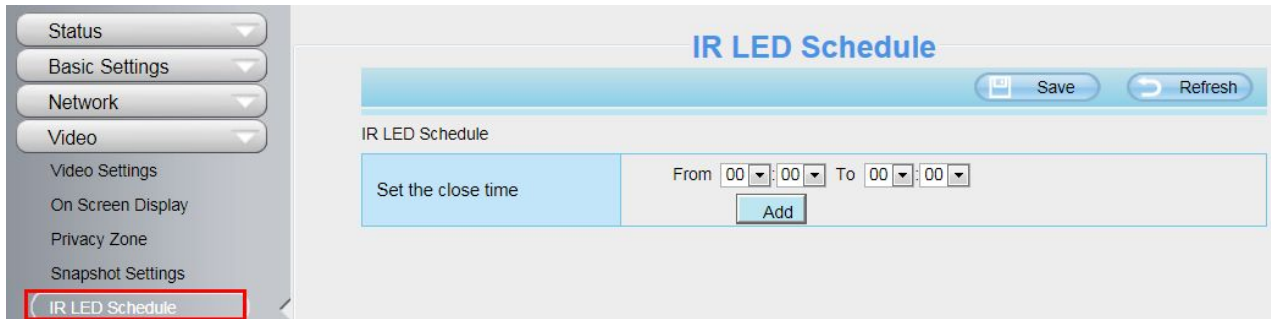 Status
Basic Settings
Network
Video
Video Settings
On Screen Display
Privacy Zone
Snapshot Settings
IR LED Schedule
IR LED Schedule
Save Refresh
IR LED Schedule
Set the close time
From 00 : 00 To 00 : 00
Add